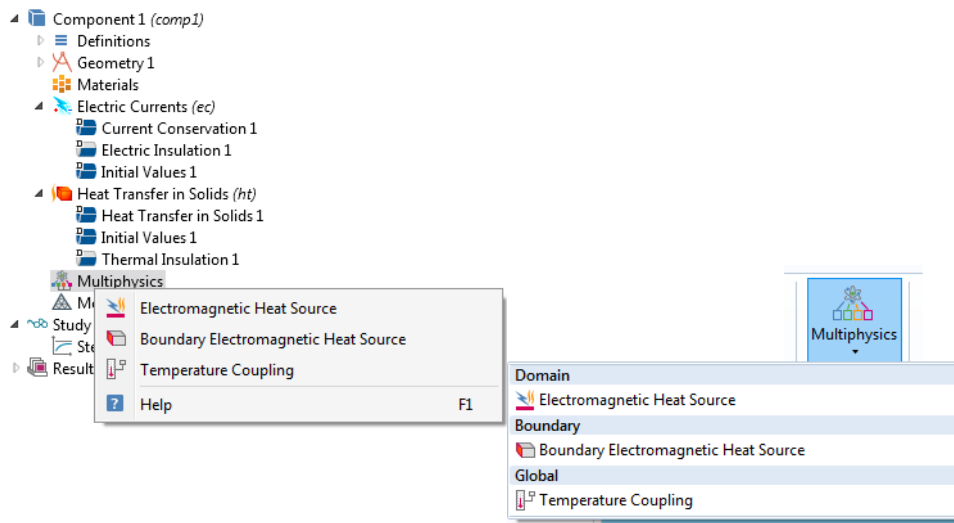 Component 1 (comp1)
Definitions
Geometry 1
Materials
Electric Currents (ec)
Current Conservation 1
Electric Insulation 1
Initial Values 1
Heat Transfer in Solids (ht)
Heat Transfer in Solids 1
Initial Values 1
Thermal Insulation 1
Multiphysics
Study
Electromagnetic Heat Source
Boundary Electromagnetic Heat Source
Temperature Coupling
? Help F1
Multiphysics
Domain
Electromagnetic Heat Source
Boundary
Boundary Electromagnetic Heat Source
Global
Temperature Coupling